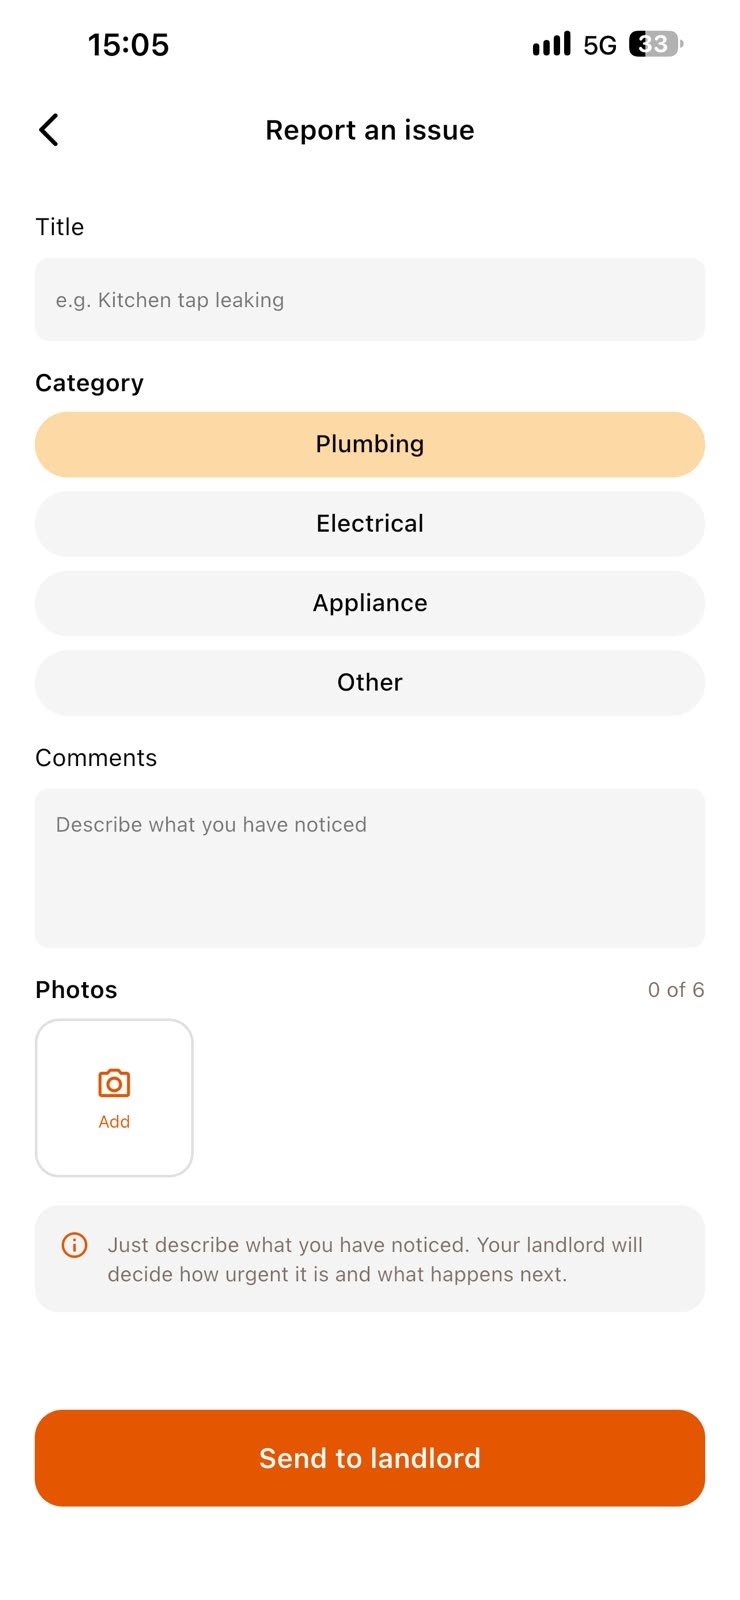 15:05
5G
33
Report an issue
Title
e.g. Kitchen tap leaking
Category
Plumbing
Electrical
Appliance
Other
Comments
Describe what you have noticed
Photos
0 of 6
Add
Just describe what you have noticed. Your landlord will
decide how urgent it is and what happens next.
Send to landlord